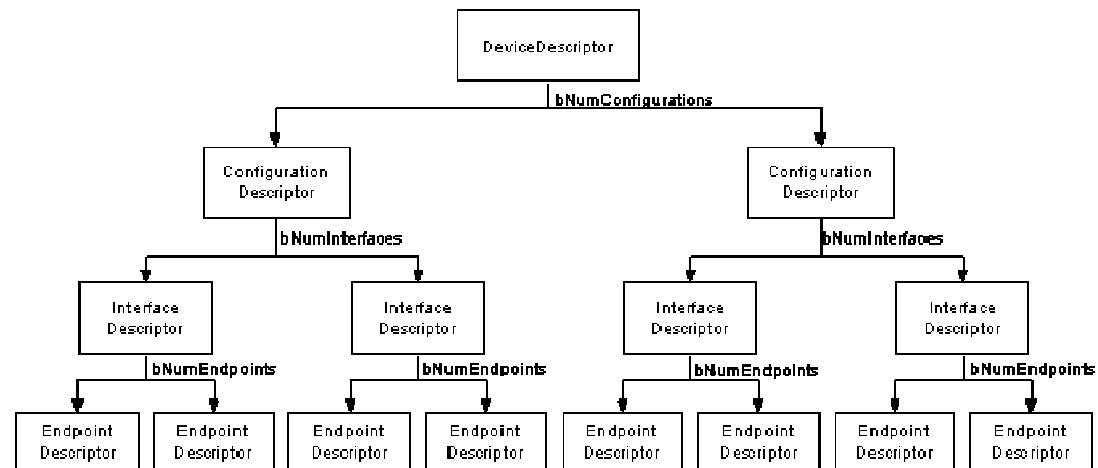 DeviceDescriptor
bNumConfigurations
Configuration
Descriptor
Configuration
Descriptor
bNumInterfaces
bNumInterfaces
Interface
Descriptor
Interface
Descriptor
Interface
Descriptor
Interface
Descriptor
bNumEndpoints
bNumEndpoints
bNumEndpoints
bNumEndpoints
Endpoint
Descriptor
Endpoint
Descriptor
Endpoint
Descriptor
Endpoint
Descriptor
Endpoint
Descriptor
Endpoint
Descriptor
Endpoint
Descriptor
Endpoint
Descriptor